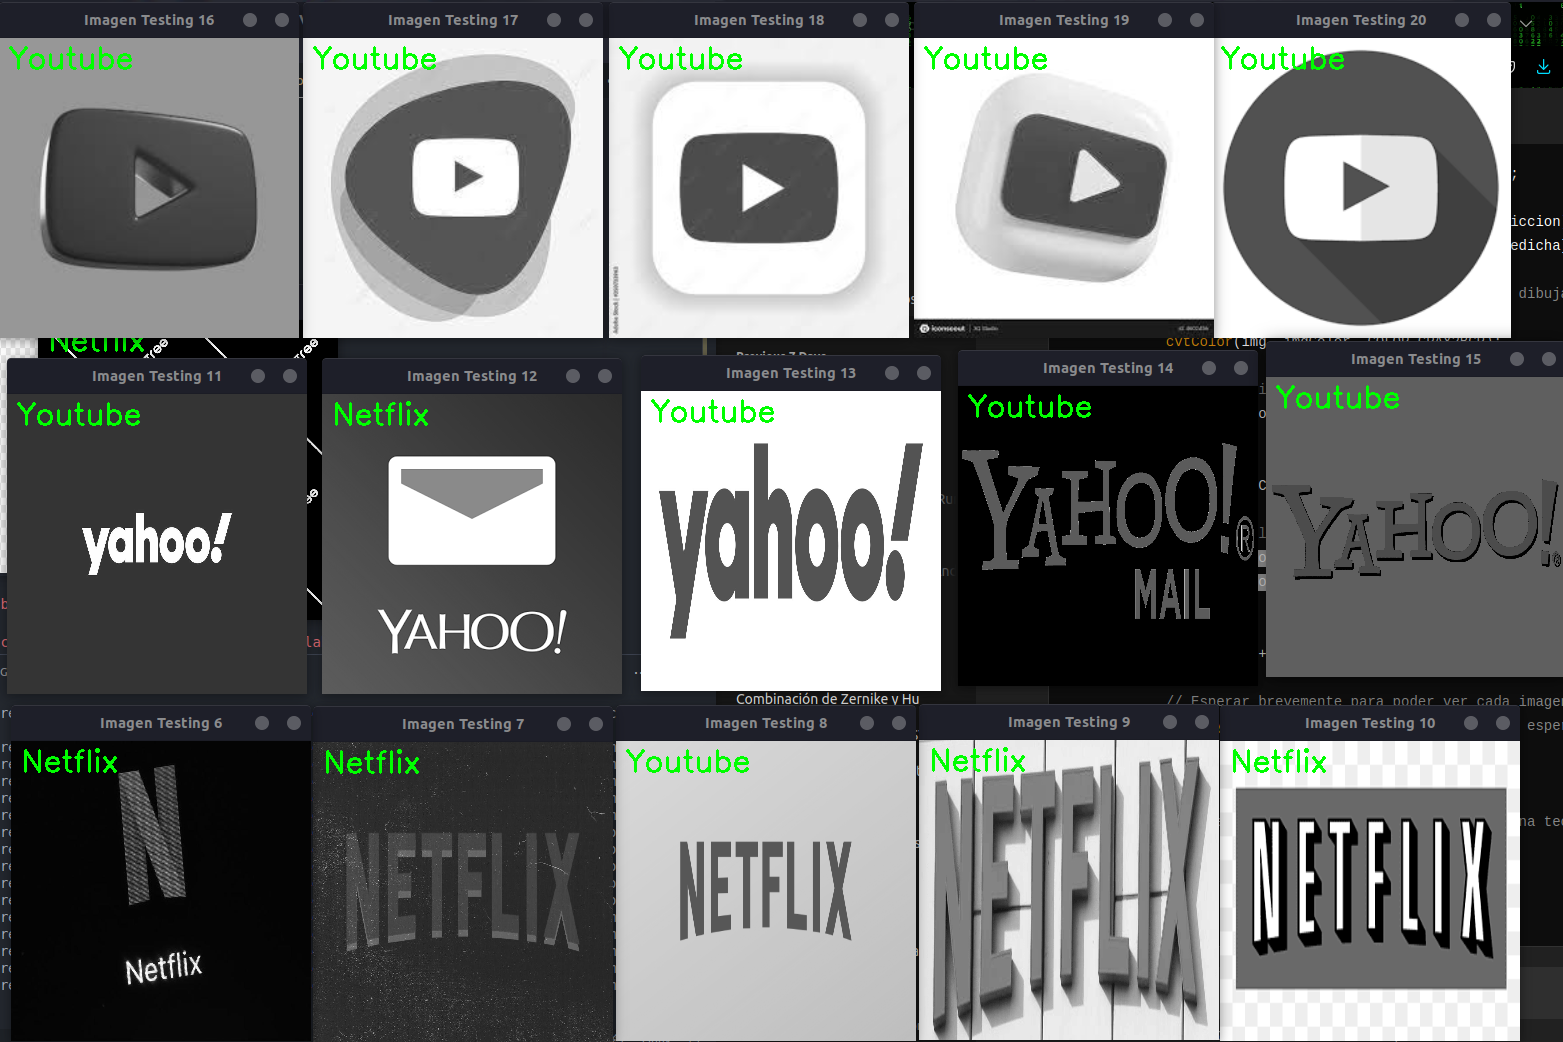 Imagen Testing 16
Imagen Testing 17
Imagen Testing 18
Imagen Testing 19
Imagen Testing 20
Youtube
Youtube
Youtube
Youtube
Youtube
iconscout
Netflix
Tree
Imagen Testing 11
Imagen Testing 12
Imagen Testing 13
Imagen Testing 14
Imagen Testing 15
Youtube
Netflix
Youtube
Youtube
Youtube
yahoo!
YAHOO!
yahoo!
YAHOO!®
MAIL
YAHOO!®
Combinación de Zernike y Hu
// Esperar brevemente para poder ver cada imagen
Imagen Testing 6
Imagen Testing 7
Imagen Testing 8
Imagen Testing 9
Imagen Testing 10
Netflix
Netflix
Youtube
Netflix
Netflix
N
Netflix
NETFLIX
NETFLIX
NETFLIX
NETFLIX